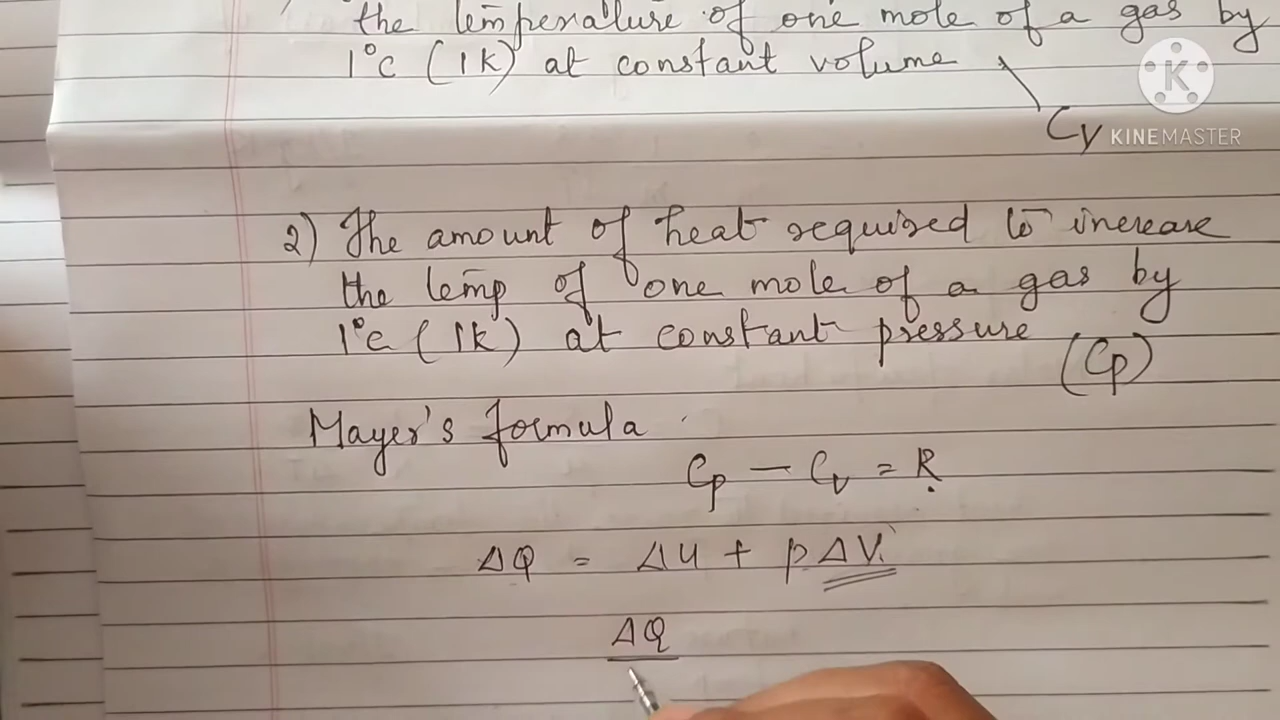 the temperature of one mole of a gas by
1°c (1K) at constant volume
Cv
K
KINEMASTER
2) The amount of heat required to increase
the temp of one mole of a gas by
1°c (1K) at constant pressure
(Cp)
Mayer's formula
Cp — Cv = R
ΔQ = Δu + pΔV
ΔQ